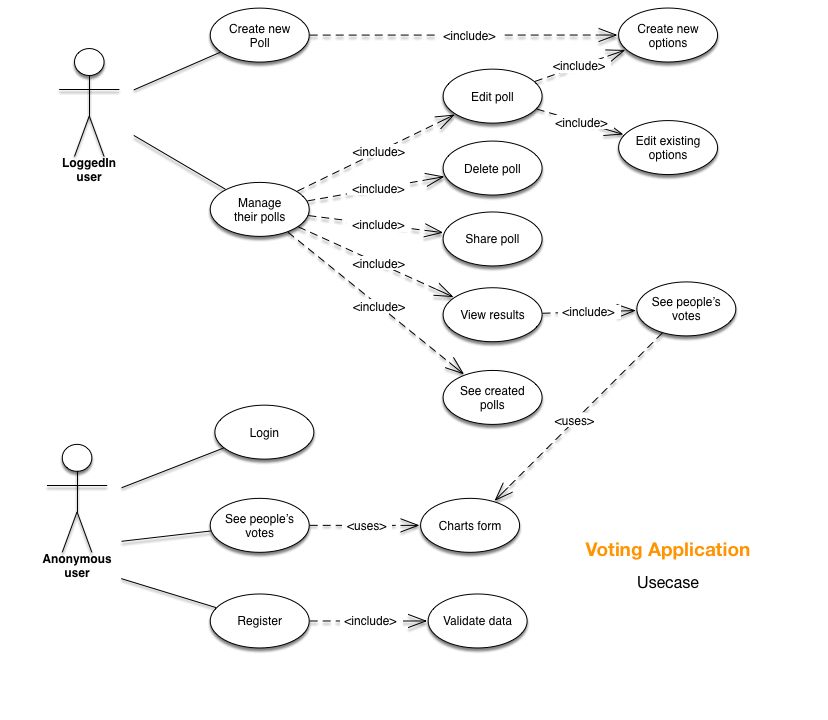 Create new
Poll
<include>
Create new
options
<include>
Edit poll
<include>
Edit existing
options
<include>
LoggedIn
user
Delete poll
<include>
Manage
their polls
<include>
Share poll
<include>
View results
<include>
See people's
votes
<include>
See created
polls
<uses>
Login
Anonymous
user
See people's
votes
<uses>
Charts form
Voting Application
Usecase
Register
<include>
Validate data